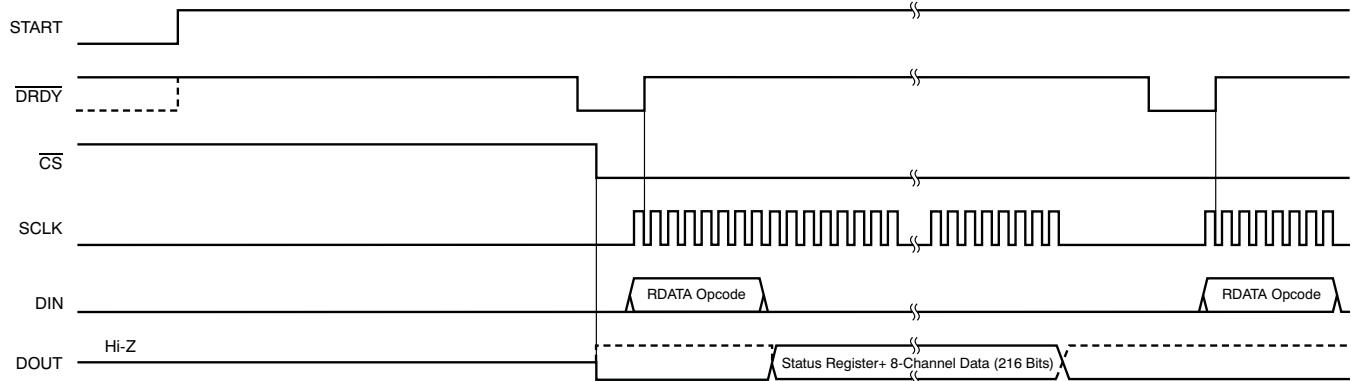 START
DRDY
CS
SCLK
DIN
RDATA Opcode
RDATA Opcode
Hi-Z
DOUT
Status Register+ 8-Channel Data (216 Bits)